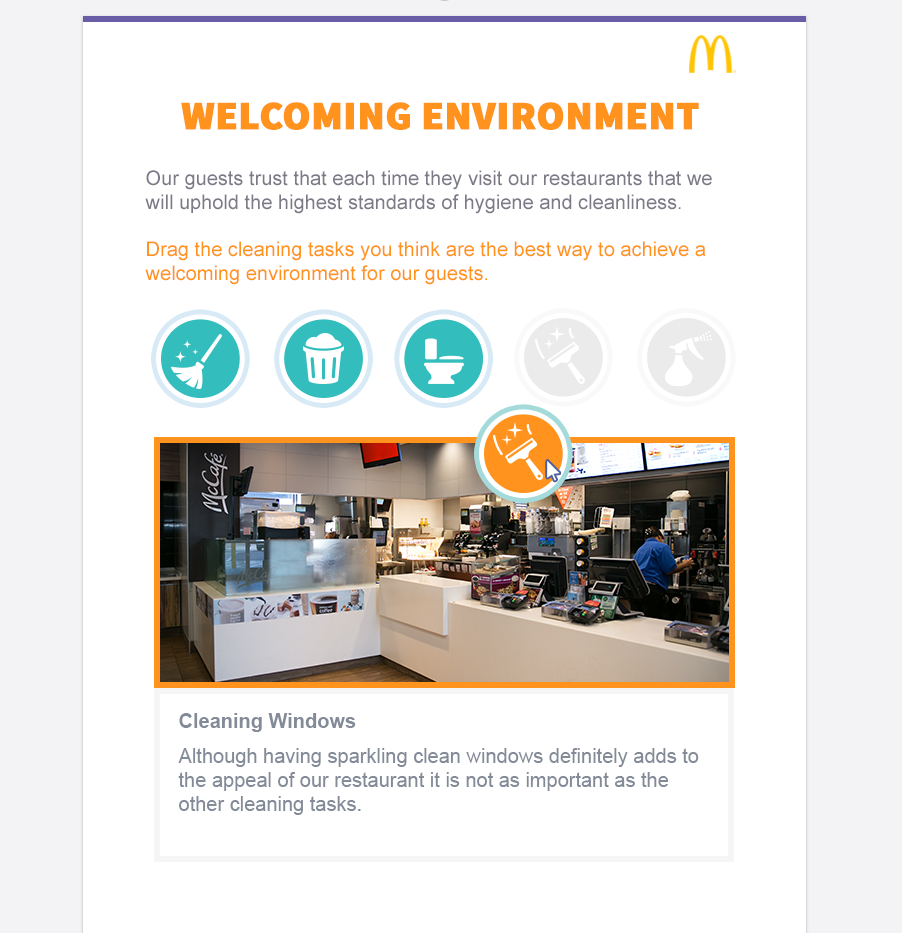 WELCOMING ENVIRONMENT
Our guests trust that each time they visit our restaurants that we
will uphold the highest standards of hygiene and cleanliness.
Drag the cleaning tasks you think are the best way to achieve a
welcoming environment for our guests.
McCafé
Cleaning Windows
Although having sparkling clean windows definitely adds to
the appeal of our restaurant it is not as important as the
other cleaning tasks.